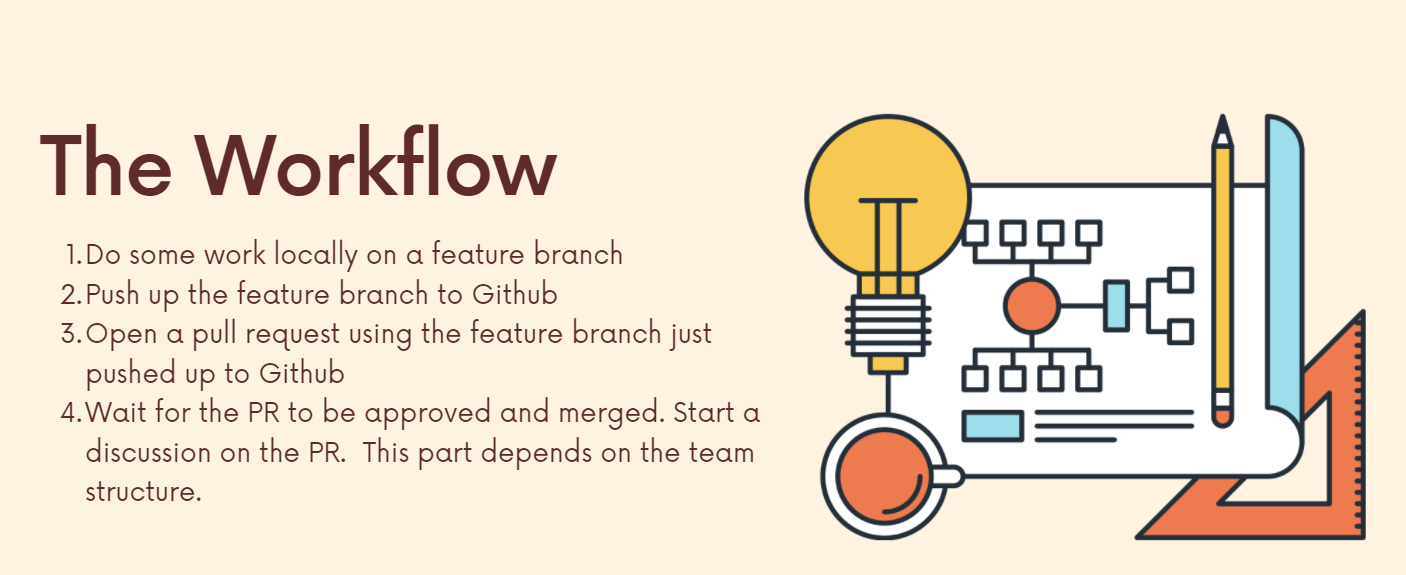 The Workflow
1.Do some work locally on a feature branch
2.Push up the feature branch to Github
3.Open a pull request using the feature branch just
pushed up to Github
4.Wait for the PR to be approved and merged. Start a
discussion on the PR.  This part depends on the team
structure.